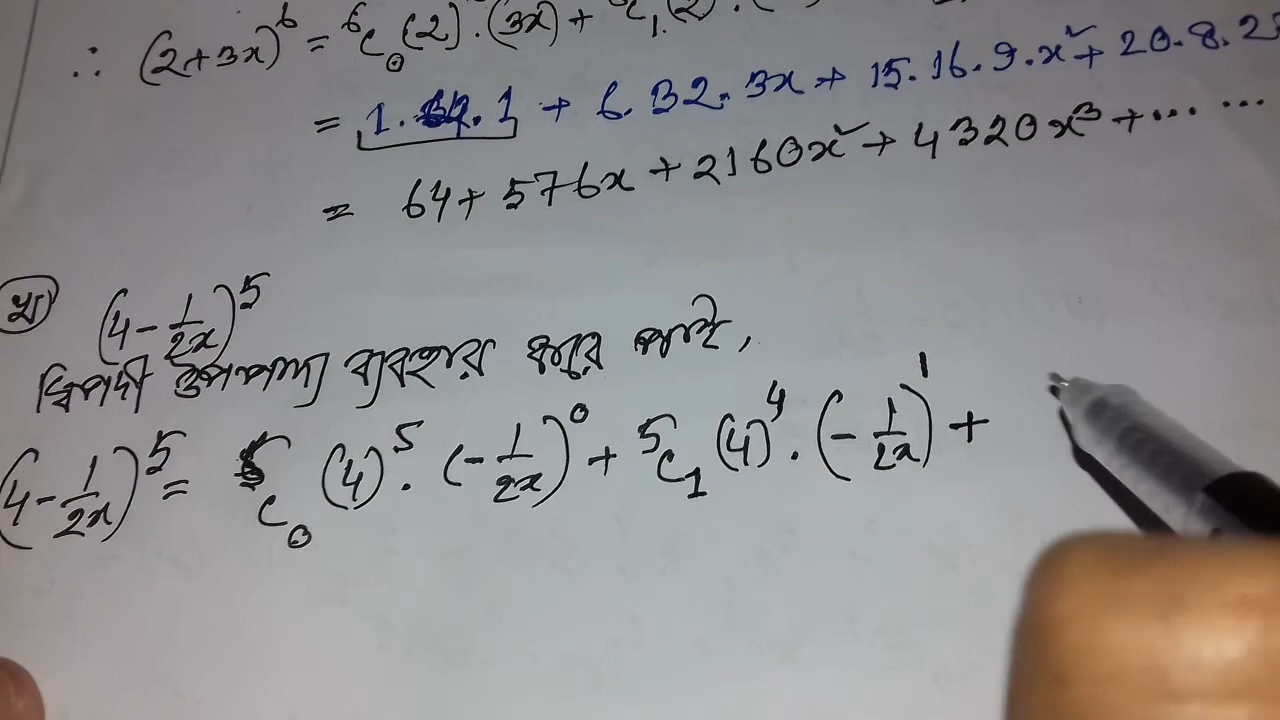 ∴ (2+3x)⁶ = ⁶C₀ (2) . (3x) + C₁ (2) . (
= 1 . 64 . 1 + 6 . 32 . 3x + 15 . 16 . 9 . x² + 20 . 8 . 2
= 64 + 576x + 2160x² + 4320x³ + ... ...
খ (4 - 1/2x)⁵
দ্বিপদী উপপাদ্য ব্যবহার করে পাই,
(4 - 1/2x)⁵ = ⁵C₀ (4)⁵ . (- 1/2x)⁰ + ⁵C₁ (4)⁴ . (- 1/2x)¹ +